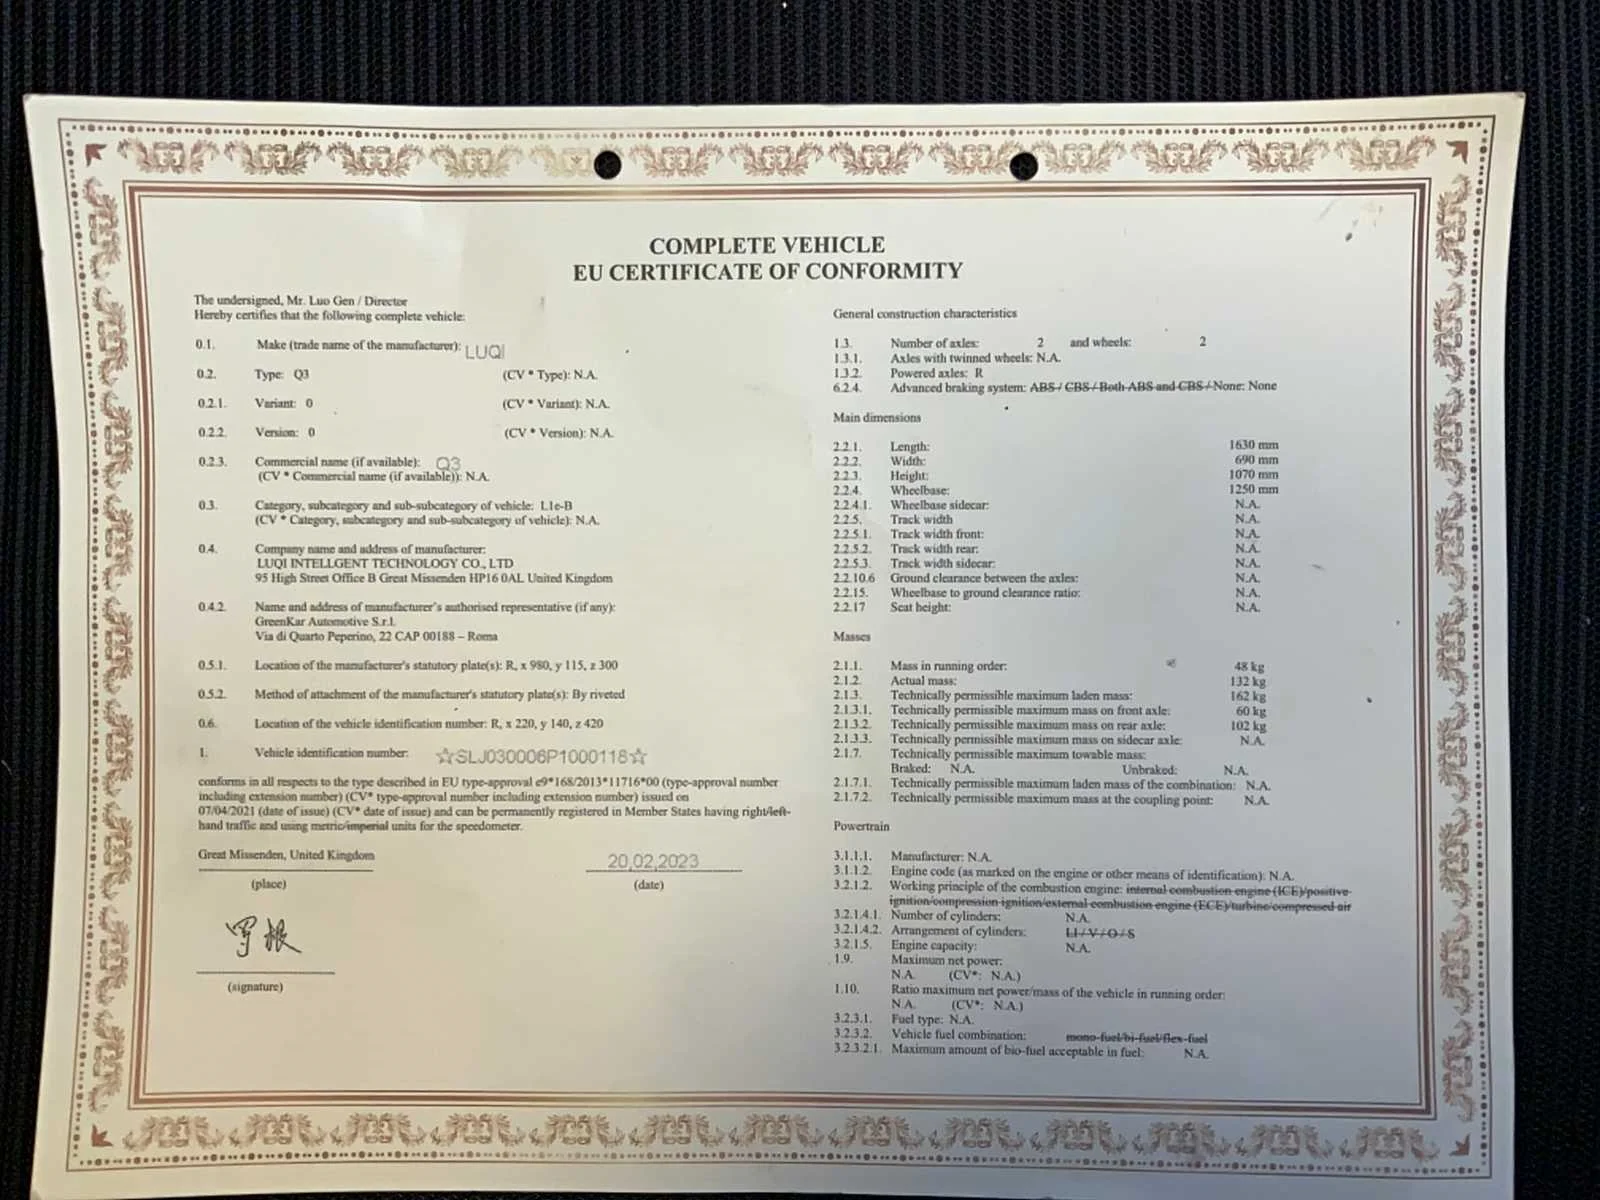 COMPLETE VEHICLE
EU CERTIFICATE OF CONFORMITY
The undersigned, Mr. Luo Gen / Director
Hereby certifies that the following complete vehicle:
0.1. Make (trade name of the manufacturer): LUQI
0.2. Type: Q3 (CV * Type): N.A.
0.2.1. Variant: 0 (CV * Variant): N.A.
0.2.2. Version: 0 (CV * Version): N.A.
0.2.3. Commercial name (if available): Q3
(CV * Commercial name (if available)): N.A.
0.3. Category, subcategory and sub-subcategory of vehicle: L1e-B
(CV * Category, subcategory and sub-subcategory of vehicle): N.A.
0.4. Company name and address of manufacturer:
LUQI INTELLGENT TECHNOLOGY CO., LTD
95 High Street Office B Great Missenden HP16 0AL United Kingdom
0.4.2. Name and address of manufacturer's authorised representative (if any):
GreenKar Automotive S.r.l.
Via di Quarto Peperino, 22 CAP 00188 – Roma
0.5.1. Location of the manufacturer's statutory plate(s): R, x 980, y 115, z 300
0.5.2. Method of attachment of the manufacturer's statutory plate(s): By riveted
0.6. Location of the vehicle identification number: R, x 220, y 140, z 420
1. Vehicle identification number: ☆SLJ030006P1000118☆
conforms in all respects to the type described in EU type-approval e9*168/2013*11716*00 (type-approval number
including extension number) (CV* type-approval number including extension number) issued on
07/04/2021 (date of issue) (CV* date of issue) and can be permanently registered in Member States having right/left-
hand traffic and using metric/imperial units for the speedometer.
Great Missenden, United Kingdom 20,02,2023
(place) (date)
罗根
(signature)
General construction characteristics
1.3. Number of axles: 2 and wheels: 2
1.3.1. Axles with twinned wheels: N.A.
1.3.2. Powered axles: R
6.2.4. Advanced braking system: ABS / CBS / Both ABS and CBS / None: None
Main dimensions
2.2.1. Length: 1630 mm
2.2.2. Width: 690 mm
2.2.3. Height: 1070 mm
2.2.4. Wheelbase: 1250 mm
2.2.4.1. Wheelbase sidecar: N.A.
2.2.5. Track width N.A.
2.2.5.1. Track width front: N.A.
2.2.5.2. Track width rear: N.A.
2.2.5.3. Track width sidecar: N.A.
2.2.10.6 Ground clearance between the axles: N.A.
2.2.15. Wheelbase to ground clearance ratio: N.A.
2.2.17 Seat height: N.A.
Masses
2.1.1. Mass in running order: 48 kg
2.1.2. Actual mass: 132 kg
2.1.3. Technically permissible maximum laden mass: 162 kg
2.1.3.1. Technically permissible maximum mass on front axle: 60 kg
2.1.3.2. Technically permissible maximum mass on rear axle: 102 kg
2.1.3.3. Technically permissible maximum mass on sidecar axle: N.A.
2.1.7. Technically permissible maximum towable mass:
Braked: N.A. Unbraked: N.A.
2.1.7.1. Technically permissible maximum laden mass of the combination: N.A.
2.1.7.2. Technically permissible maximum mass at the coupling point: N.A.
Powertrain
3.1.1.1. Manufacturer: N.A.
3.1.1.2. Engine code (as marked on the engine or other means of identification): N.A.
3.2.1.2. Working principle of the combustion engine: internal combustion engine (ICE)/positive
ignition/compression ignition/external combustion engine (ECE)/turbine/compressed air
3.2.1.4.1. Number of cylinders: N.A.
3.2.1.4.2. Arrangement of cylinders: LI / V / O / S
3.2.1.5. Engine capacity: N.A.
1.9. Maximum net power:
N.A. (CV*: N.A.)
1.10. Ratio maximum net power/mass of the vehicle in running order:
N.A. (CV*: N.A.)
3.2.3.1. Fuel type: N.A.
3.2.3.2. Vehicle fuel combination: mono-fuel/bi-fuel/flex-fuel
3.2.3.2.1. Maximum amount of bio-fuel acceptable in fuel: N.A.